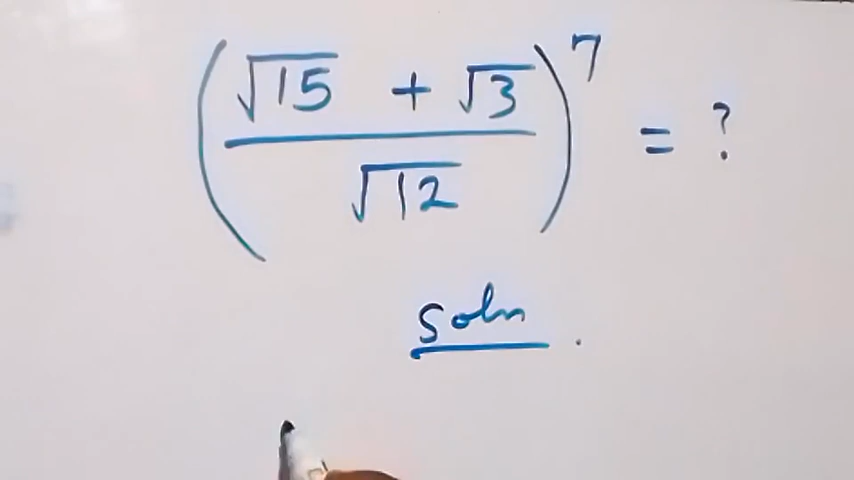 (√15 + √3 / √12)^7 = ?
Soln.